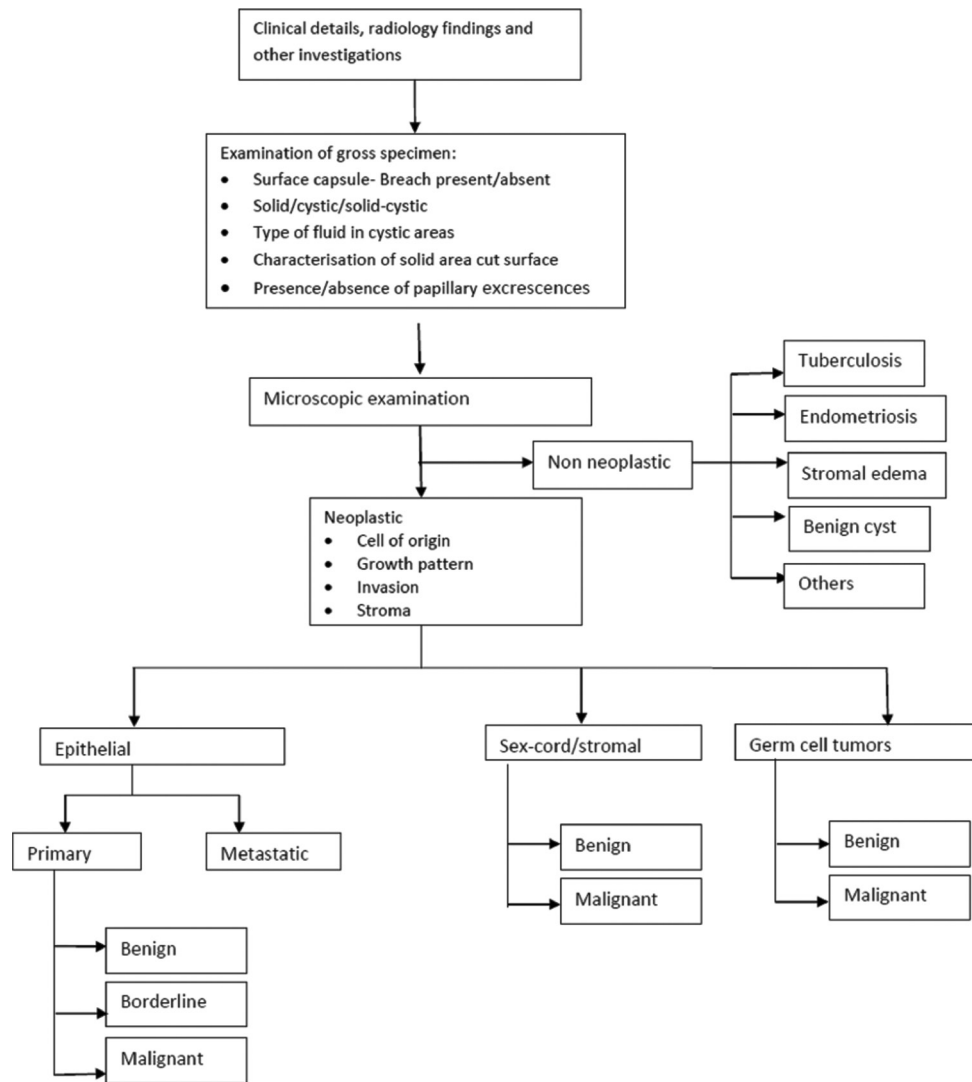 Clinical details, radiology findings and
other investigations
Examination of gross specimen:
• Surface capsule- Breach present/absent
• Solid/cystic/solid-cystic
• Type of fluid in cystic areas
• Characterisation of solid area cut surface
• Presence/absence of papillary excrescences
Microscopic examination
Non neoplastic
Tuberculosis
Endometriosis
Stromal edema
Benign cyst
Others
Neoplastic
• Cell of origin
• Growth pattern
• Invasion
• Stroma
Epithelial
Primary
Metastatic
Benign
Borderline
Malignant
Sex-cord/stromal
Benign
Malignant
Germ cell tumors
Benign
Malignant